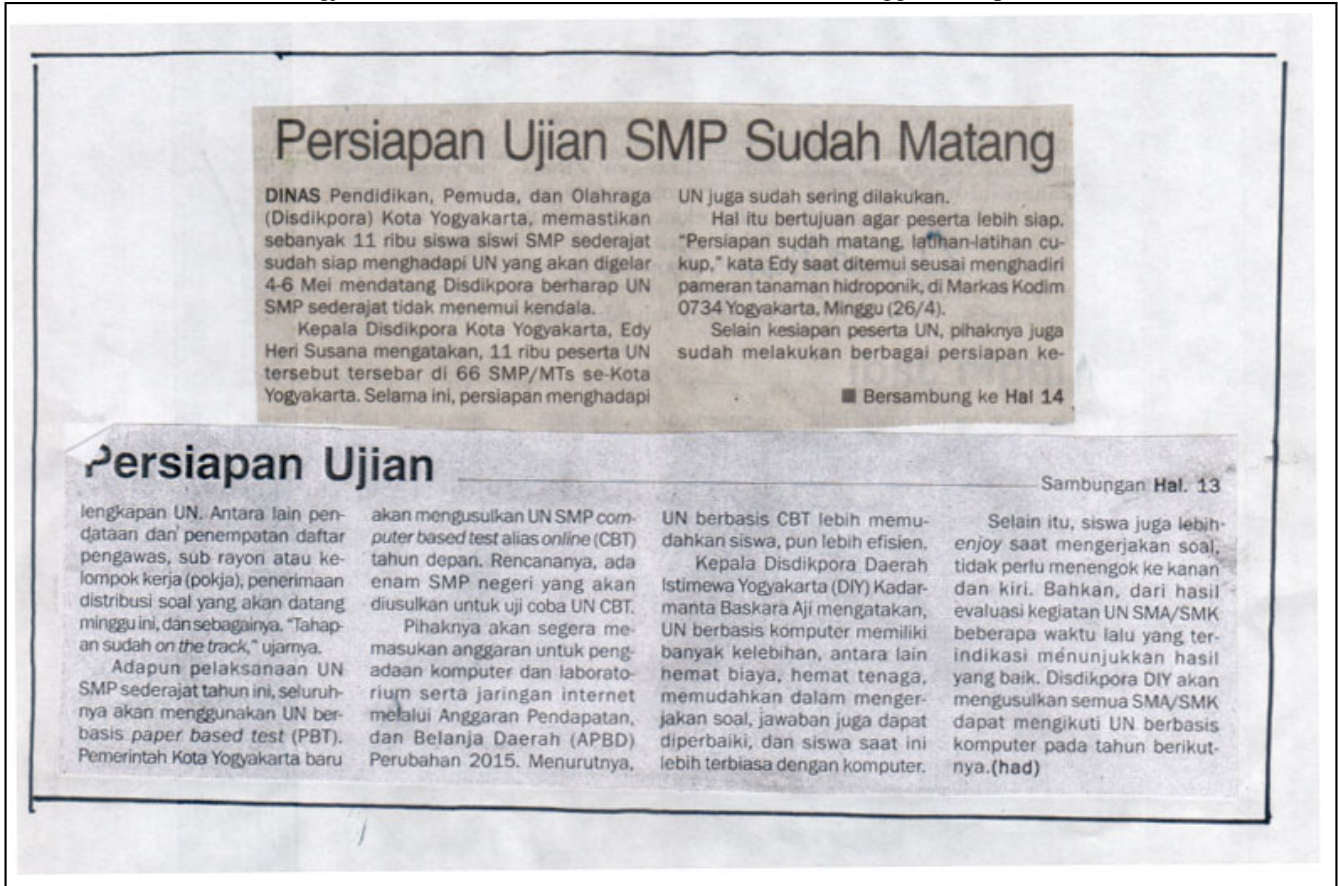 Persiapan Ujian SMP Sudah Matang
DINAS Pendidikan, Pemuda, dan Olahraga
(Disdikpora) Kota Yogyakarta, memastikan
sebanyak 11 ribu siswa siswi SMP sederajat
sudah siap menghadapi UN yang akan digelar
4-6 Mei mendatang Disdikpora berharap UN
SMP sederajat tidak menemui kendala.
Kepala Disdikpora Kota Yogyakarta, Edy
Heri Susana mengatakan, 11 ribu peserta UN
tersebut tersebar di 66 SMP/MTs se-Kota
Yogyakarta. Selama ini, persiapan menghadapi
UN juga sudah sering dilakukan.
Hal itu bertujuan agar peserta lebih siap.
"Persiapan sudah matang, latihan-latihan cu-
kup," kata Edy saat ditemui seusai menghadiri
pameran tanaman hidroponik, di Markas Kodim
0734 Yogyakarta, Minggu (26/4).
Selain kesiapan peserta UN, pihaknya juga
sudah melakukan berbagai persiapan ke-
■ Bersambung ke Hal 14
Persiapan Ujian
Sambungan Hal. 13
lengkapan UN. Antara lain pen-
dataan dan penempatan daftar
pengawas, sub rayon atau ke-
lompok kerja (pokja), penerimaan
distribusi soal yang akan datang
minggu ini, dan sebagainya. "Tahap-
an sudah on the track," ujarnya.
Adapun pelaksanaan UN
SMP sederajat tahun ini, seluruh-
nya akan menggunakan UN ber-
basis paper based test (PBT).
Pemerintah Kota Yogyakarta baru
akan mengusulkan UN SMP com-
puter based test alias online (CBT)
tahun depan. Rencananya, ada
enam SMP negeri yang akan
diusulkan untuk uji coba UN CBT.
Pihaknya akan segera me-
masukan anggaran untuk peng-
adaan komputer dan laborato-
rium serta jaringan internet
melalui Anggaran Pendapatan,
dan Belanja Daerah (APBD)
Perubahan 2015. Menurutnya,
UN berbasis CBT lebih memu-
dahkan siswa, pun lebih efisien.
Kepala Disdikpora Daerah
Istimewa Yogyakarta (DIY) Kadar-
manta Baskara Aji mengatakan,
UN berbasis komputer memiliki
banyak kelebihan, antara lain
hemat biaya, hemat tenaga,
memudahkan dalam menger-
jakan soal, jawaban juga dapat
diperbaiki, dan siswa saat ini
lebih terbiasa dengan komputer.
Selain itu, siswa juga lebih
enjoy saat mengerjakan soal,
tidak perlu menengok ke kanan
dan kiri. Bahkan, dari hasil
evaluasi kegiatan UN SMA/SMK
beberapa waktu lalu yang ter-
indikasi menunjukkan hasil
yang baik. Disdikpora DIY akan
mengusulkan semua SMA/SMK
dapat mengikuti UN berbasis
komputer pada tahun berikut-
nya.(had)